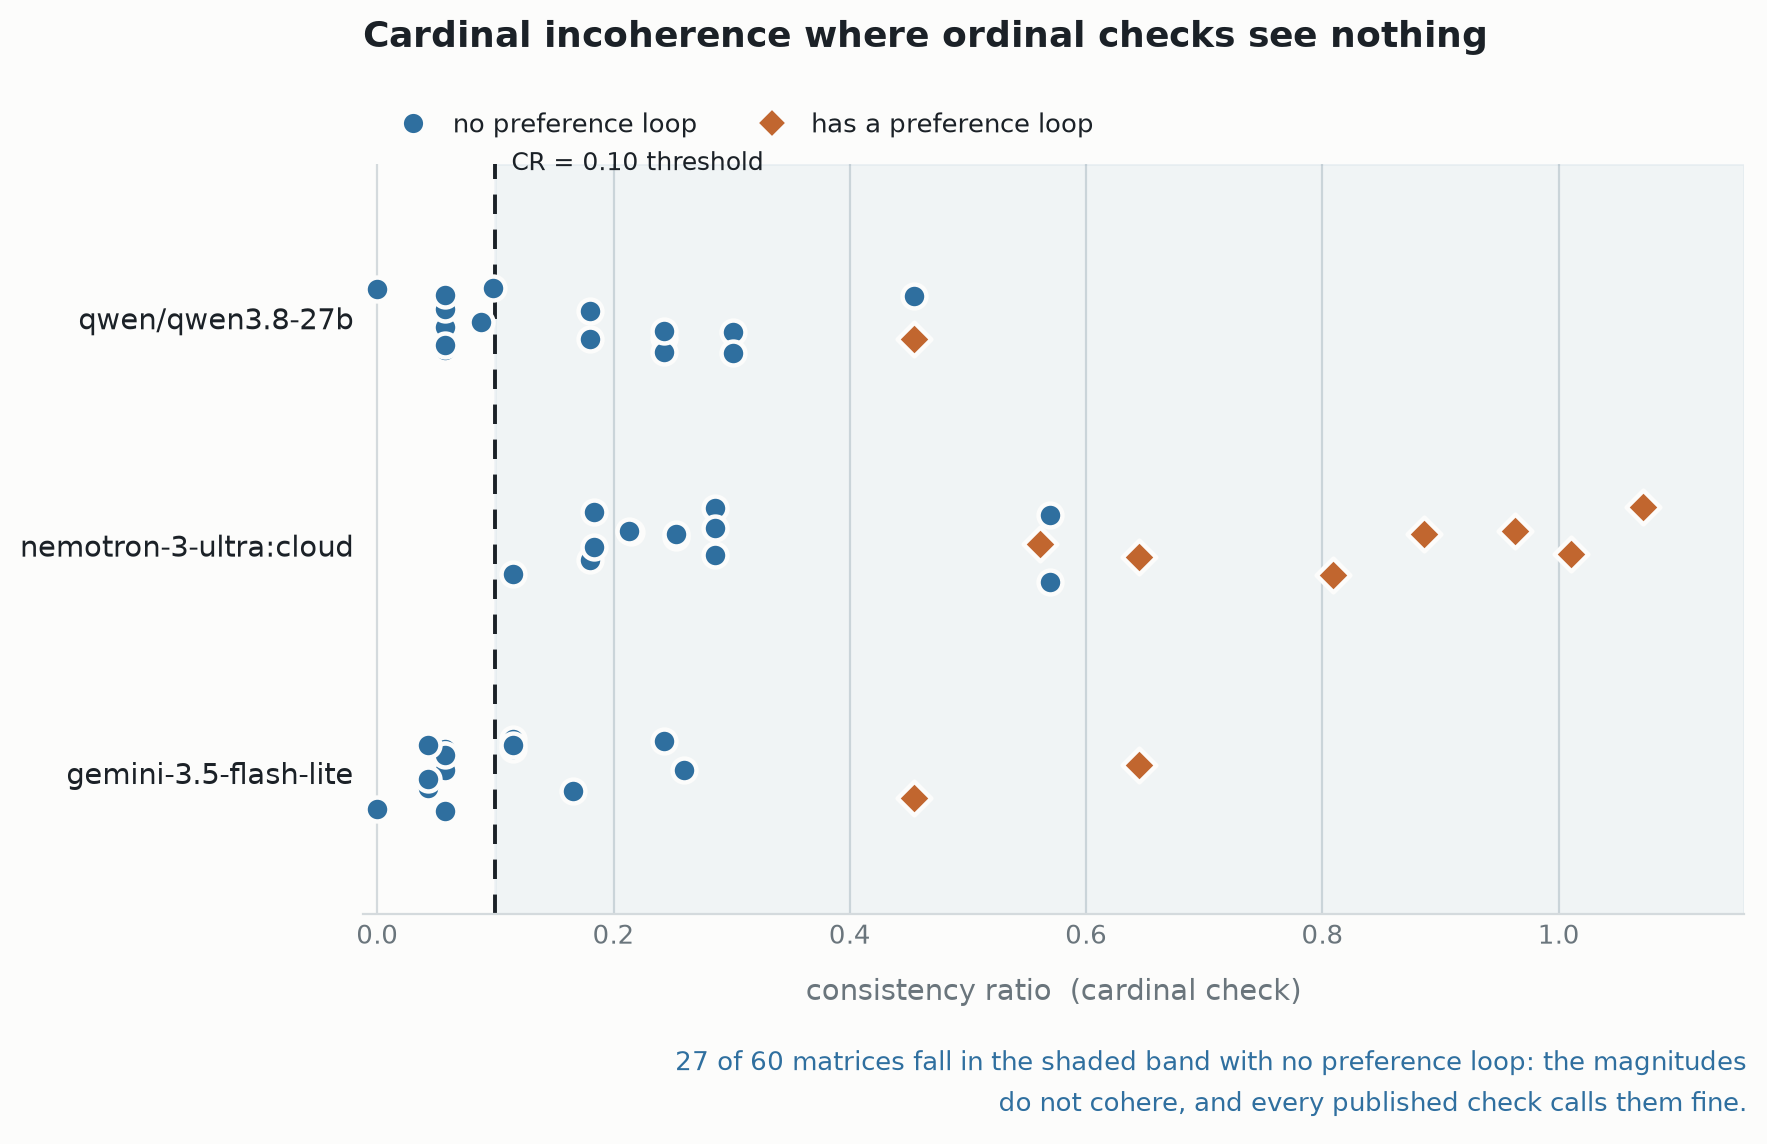 Cardinal incoherence where ordinal checks see nothing
no preference loop
has a preference loop
CR = 0.10 threshold
qwen/qwen3.8-27b
nemotron-3-ultra:cloud
gemini-3.5-flash-lite
0.0 0.2 0.4 0.6 0.8 1.0
consistency ratio (cardinal check)
27 of 60 matrices fall in the shaded band with no preference loop: the magnitudes
do not cohere, and every published check calls them fine.